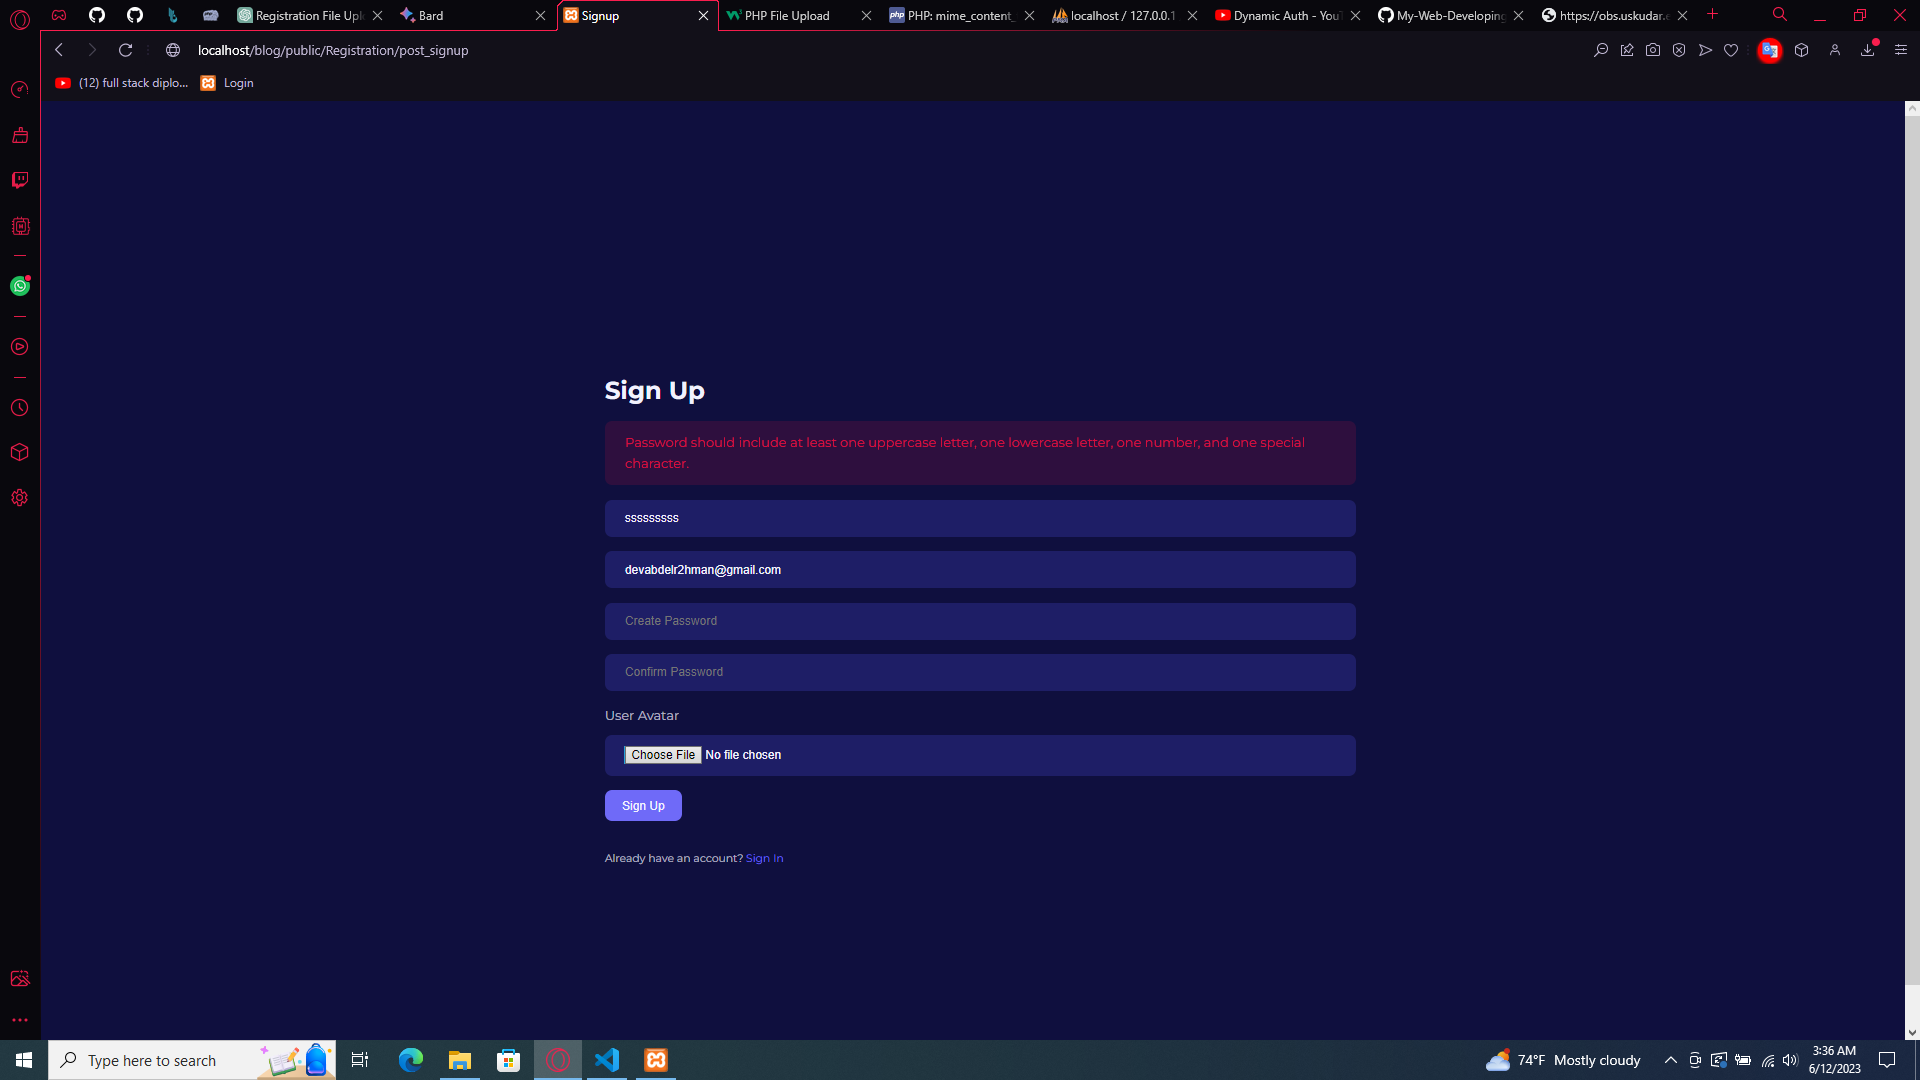 Registration File Upl
Bard
Signup
PHP File Upload
php PHP: mime_content_
localhost / 127.0.0.1
Dynamic Auth - You
My-Web-Developing
https://obs.uskudar.e
localhost/blog/public/Registration/post_signup
(12) full stack diplo...
Login
Sign Up
Password should include at least one uppercase letter, one lowercase letter, one number, and one special
character.
sssssssss
devabdelr2hman@gmail.com
Create Password
Confirm Password
User Avatar
Choose File No file chosen
Sign Up
Already have an account? Sign In
Type here to search
74°F Mostly cloudy
3:36 AM
6/12/2023